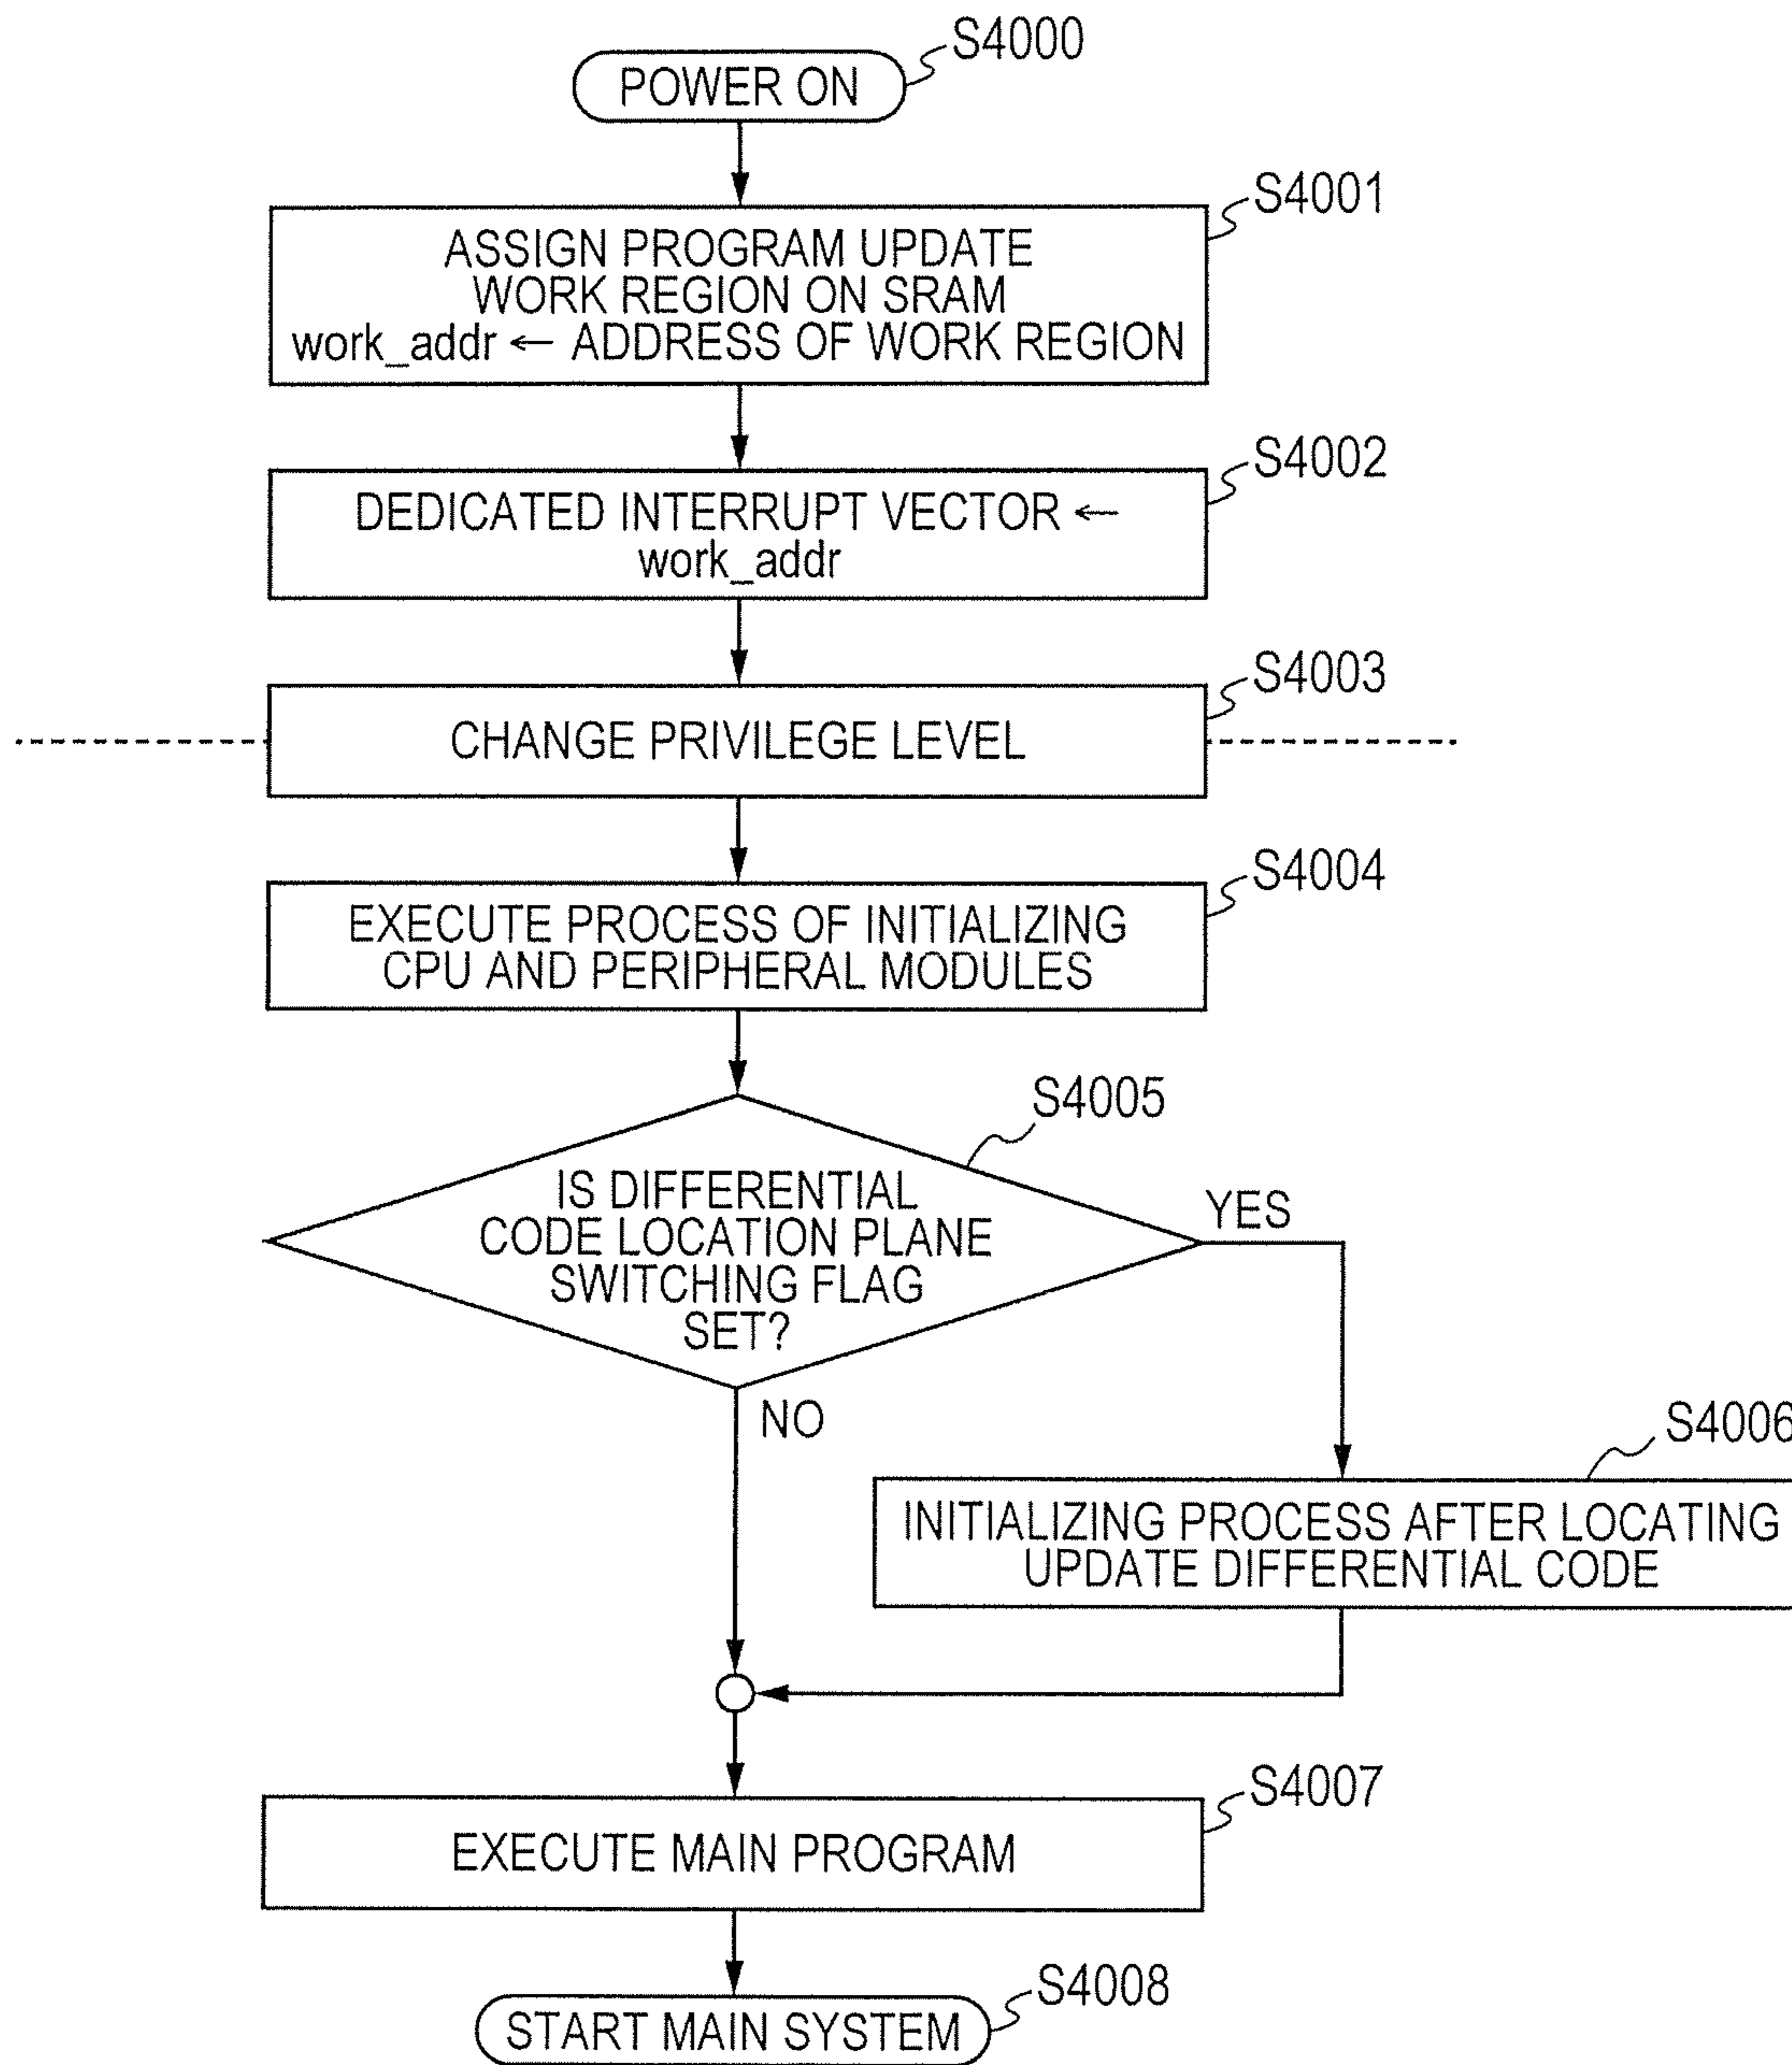 S4000
POWER ON
S4001
ASSIGN PROGRAM UPDATE
WORK REGION ON SRAM
work_addr ← ADDRESS OF WORK REGION
S4002
DEDICATED INTERRUPT VECTOR ←
work_addr
S4003
CHANGE PRIVILEGE LEVEL
S4004
EXECUTE PROCESS OF INITIALIZING
CPU AND PERIPHERAL MODULES
S4005
IS DIFFERENTIAL
CODE LOCATION PLANE
SWITCHING FLAG
SET?
YES
NO
S4006
INITIALIZING PROCESS AFTER LOCATING
UPDATE DIFFERENTIAL CODE
S4007
EXECUTE MAIN PROGRAM
S4008
START MAIN SYSTEM